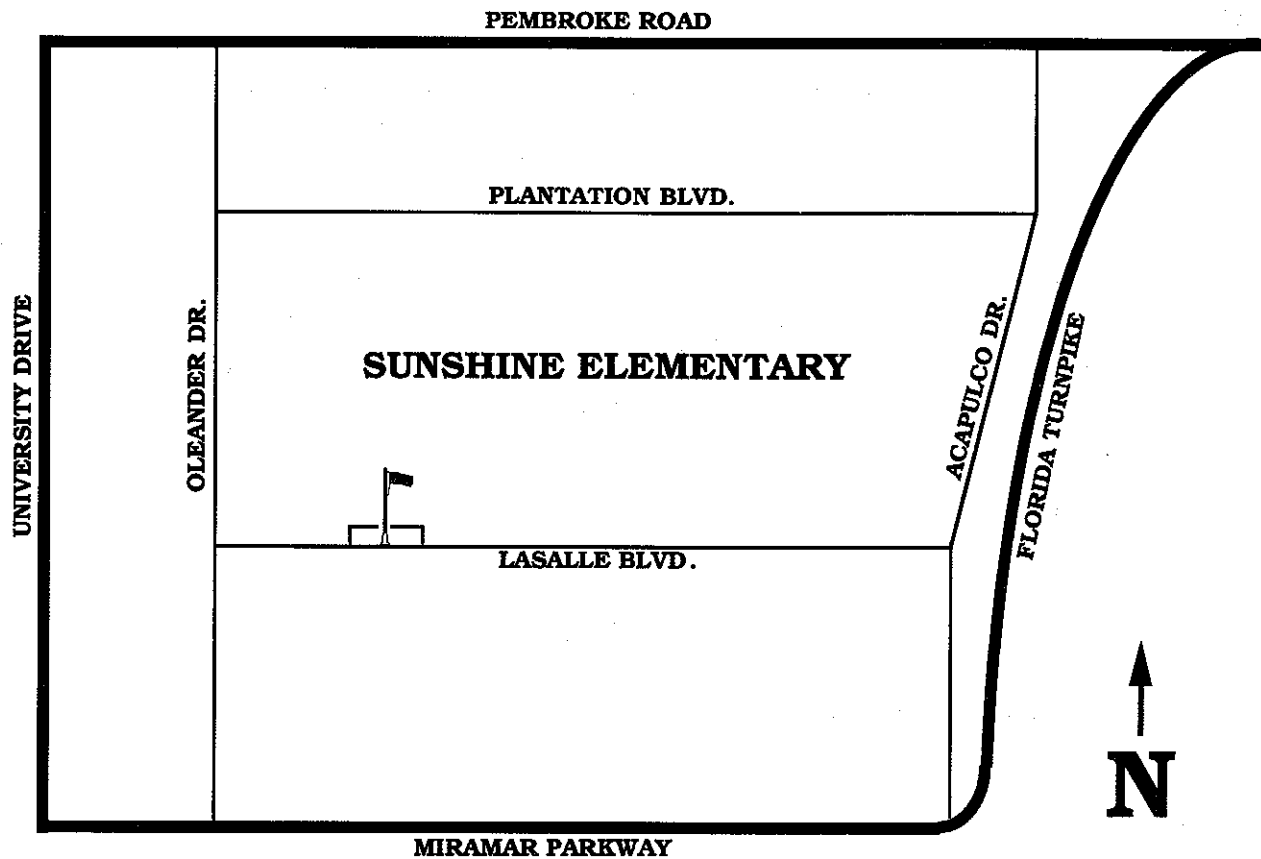 PEMBROKE ROAD
PLANTATION BLVD.
UNIVERSITY DRIVE
OLEANDER DR.
SUNSHINE ELEMENTARY
ACAPULCO DR.
FLORIDA TURNPIKE
LASALLE BLVD.
N
MIRAMAR PARKWAY